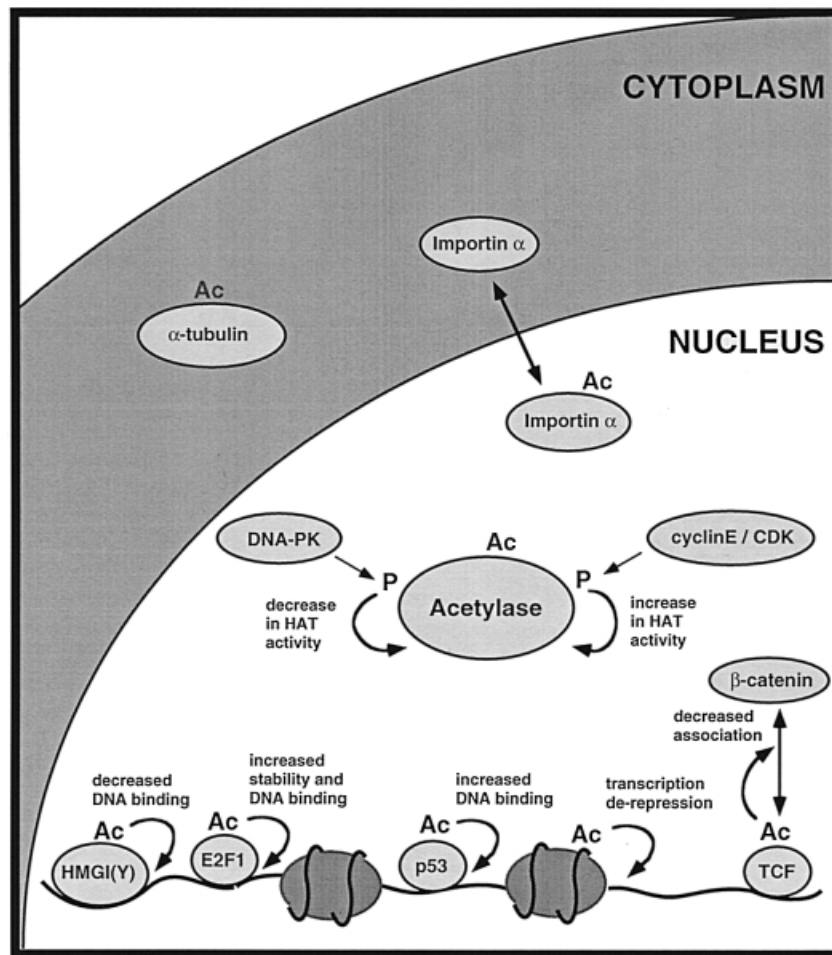 CYTOPLASM
Importin α
Ac
α-tubulin
NUCLEUS
Ac
Importin α
DNA-PK
Ac
cyclinE / CDK
P
P
Acetylase
decrease
in HAT
activity
increase
in HAT
activity
β-catenin
decreased
association
decreased
DNA binding
increased
stability and
DNA binding
increased
DNA binding
transcription
de-repression
Ac
Ac
Ac
Ac
Ac
HMGI(Y)
E2F1
p53
TCF